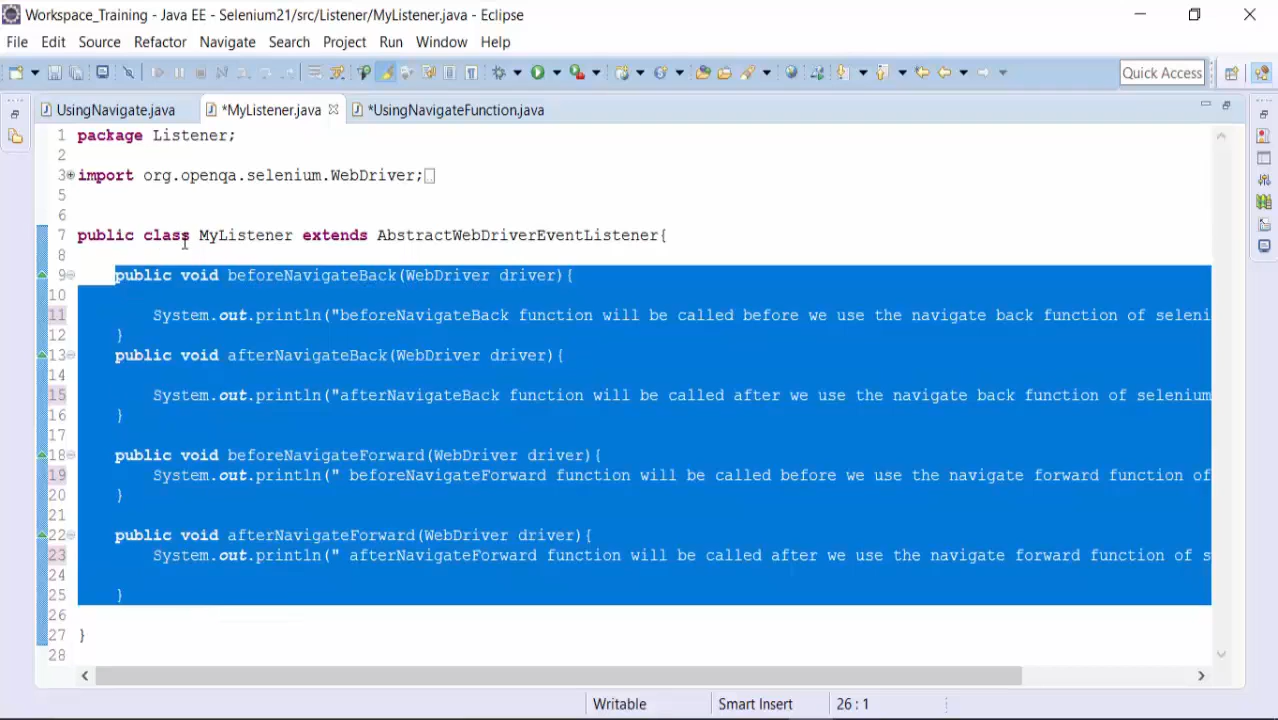 Workspace_Training - Java EE - Selenium21/src/Listener/MyListener.java - Eclipse
File Edit Source Refactor Navigate Search Project Run Window Help
Quick Access
UsingNavigate.java *MyListener.java *UsingNavigateFunction.java
1 package Listener;
2
3 import org.openqa.selenium.WebDriver;
5
6
7 public class MyListener extends AbstractWebDriverEventListener{
8
9 public void beforeNavigateBack(WebDriver driver){
10
11 System.out.println("beforeNavigateBack function will be called before we use the navigate back function of seleni
12 }
13 public void afterNavigateBack(WebDriver driver){
14
15 System.out.println("afterNavigateBack function will be called after we use the navigate back function of selenium
16 }
17
18 public void beforeNavigateForward(WebDriver driver){
19 System.out.println(" beforeNavigateForward function will be called before we use the navigate forward function of
20 }
21
22 public void afterNavigateForward(WebDriver driver){
23 System.out.println(" afterNavigateForward function will be called after we use the navigate forward function of s
24
25 }
26
27 }
28
Writable Smart Insert 26 : 1